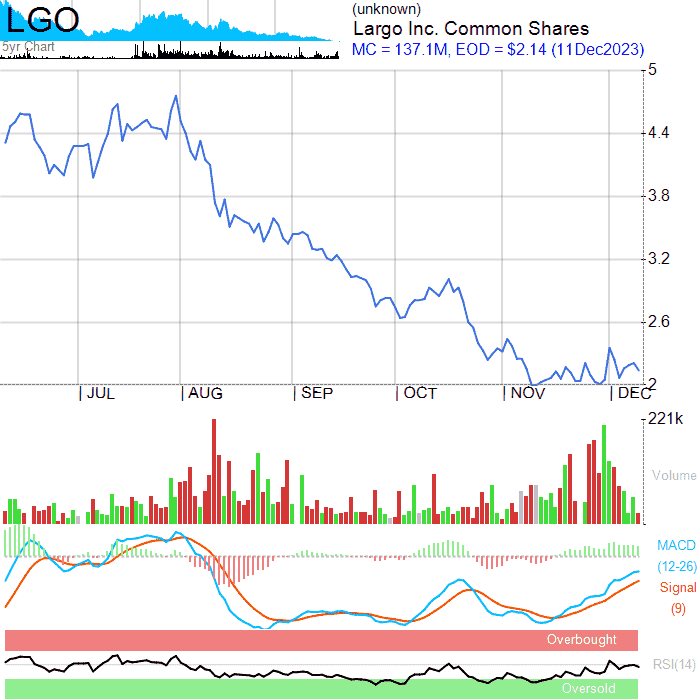 LGO
5yr Chart
(unknown)
Largo Inc. Common Shares
MC = 137.1M, EOD = $2.14 (11Dec2023)
5
4.4
3.8
3.2
2.6
2
JUL AUG SEP OCT NOV DEC
221k
Volume
MACD
(12-26)
Signal
(9)
Overbought
RSI(14)
Oversold